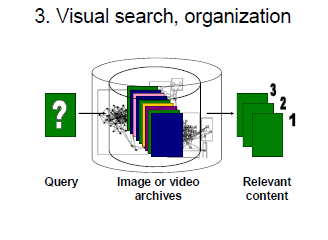 3. Visual search, organization
?
3
2
1
Query
Image or video
archives
Relevant
content